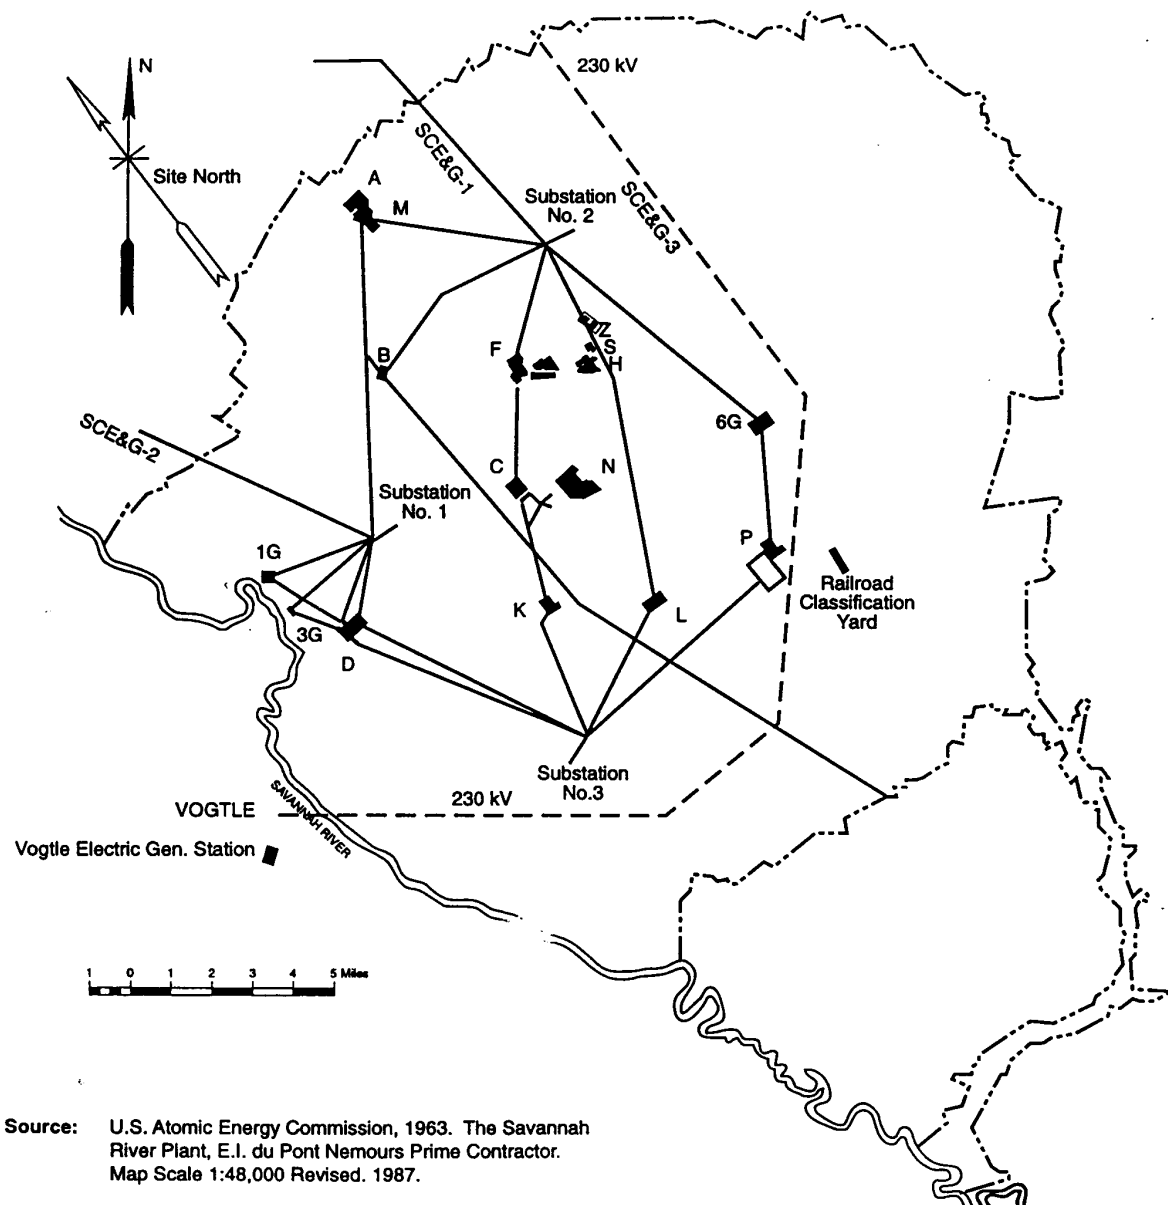 230 kV
N
SCE&G-1
Site North
A
Substation
No. 2
SCE&G-3
M
Z
S
F
B
H
6G
SCE&G-2
C
N
Substation
No. 1
P
1G
Railroad
Classification
Yard
K
L
3G
D
Substation
No.3
230 kV
VOGTLE
SAVANNAH RIVER
Vogtle Electric Gen. Station
1 0 1 2 3 4 5 Miles
Source: U.S. Atomic Energy Commission, 1963. The Savannah
River Plant, E.I. du Pont Nemours Prime Contractor.
Map Scale 1:48,000 Revised. 1987.